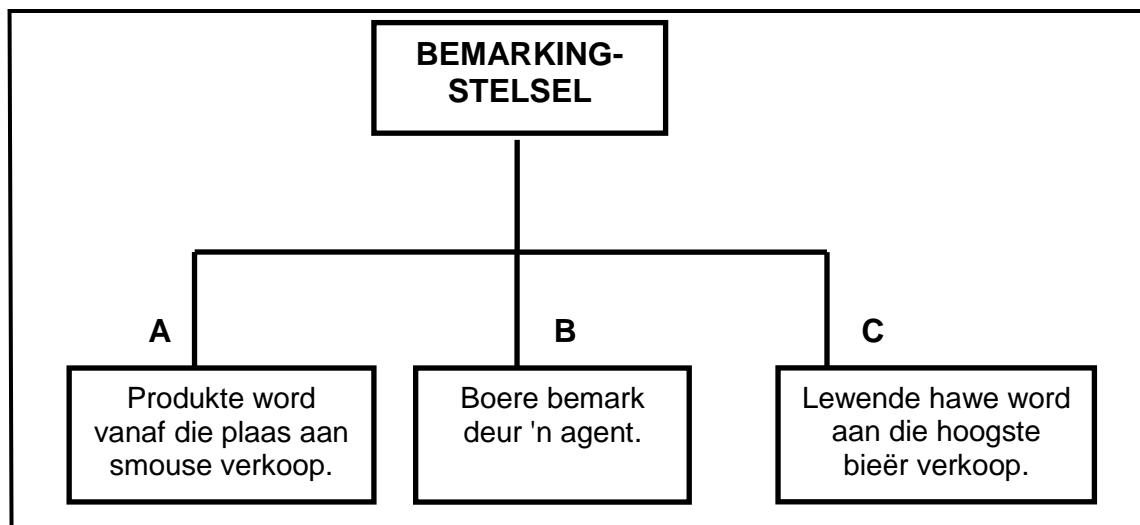 BEMARKING-
STELSEL
A
B
C
Produkte word
vanaf die plaas aan
smouse verkoop.
Boere bemark
deur 'n agent.
Lewende hawe word
aan die hoogste
bieër verkoop.